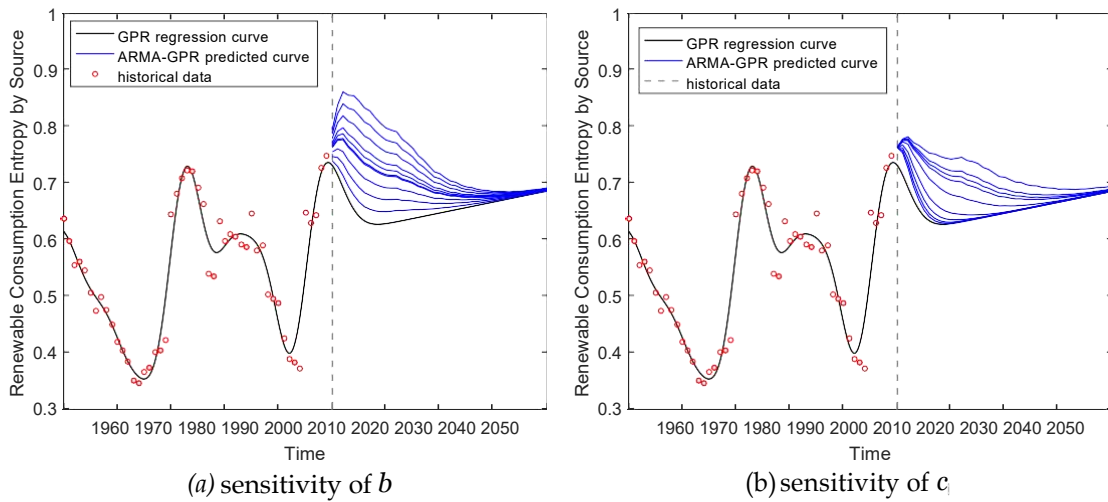 1
0.9
0.8
0.7
0.6
0.5
0.4
0.3
Renewable Consumption Entropy by Source
GPR regression curve
ARMA-GPR predicted curve
historical data
1960 1970 1980 1990 2000 2010 2020 2030 2040 2050
Time
(a) sensitivity of b
1
0.9
0.8
0.7
0.6
0.5
0.4
0.3
Renewable Consumption Entropy by Source
GPR regression curve
ARMA-GPR predicted curve
historical data
1960 1970 1980 1990 2000 2010 2020 2030 2040 2050
Time
(b) sensitivity of c